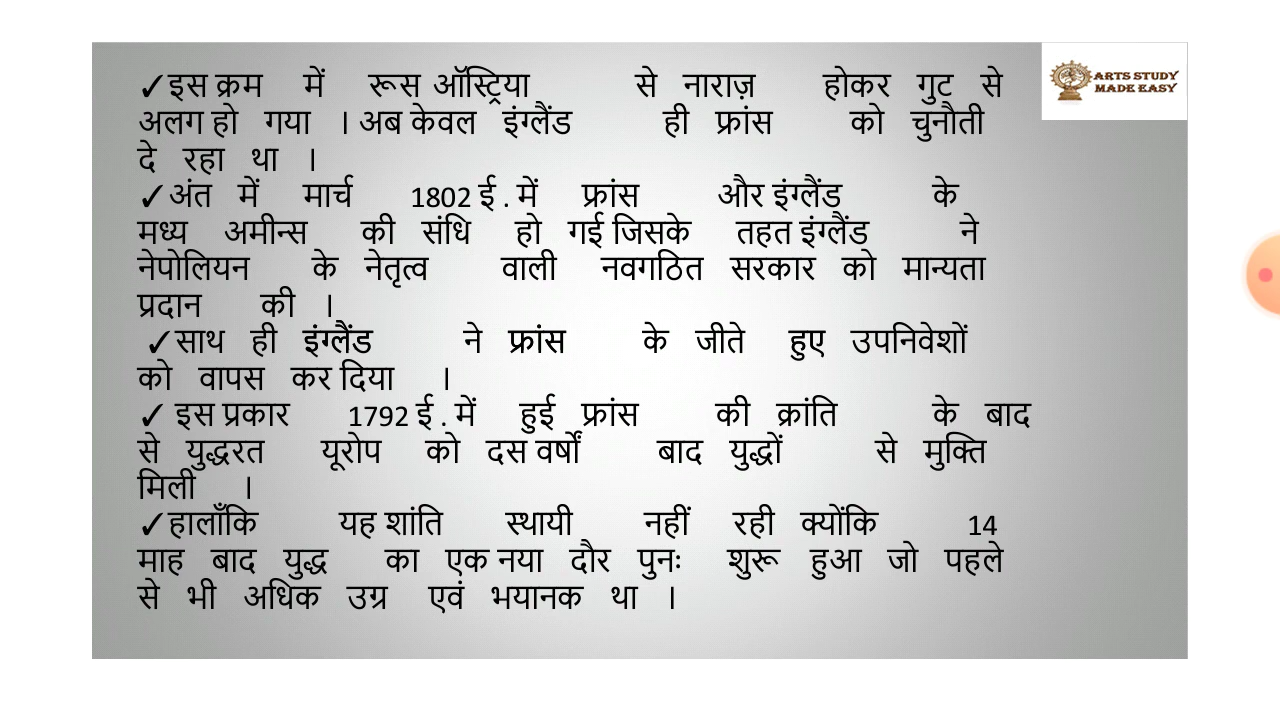 ✓इस क्रम में रूस ऑस्ट्रिया से नाराज़ होकर गुट से
अलग हो गया । अब केवल इंग्लैंड ही फ्रांस को चुनौती
दे रहा था ।
✓अंत में मार्च 1802 ई . में फ्रांस और इंग्लैंड के
मध्य अमीन्स की संधि हो गई जिसके तहत इंग्लैंड ने
नेपोलियन के नेतृत्व वाली नवगठित सरकार को मान्यता
प्रदान की ।
✓साथ ही इंग्लैंड ने फ्रांस के जीते हुए उपनिवेशों
को वापस कर दिया ।
✓ इस प्रकार 1792 ई . में हुई फ्रांस की क्रांति के बाद
से युद्धरत यूरोप को दस वर्षों बाद युद्धों से मुक्ति
मिली ।
✓हालाँकि यह शांति स्थायी नहीं रही क्योंकि 14
माह बाद युद्ध का एक नया दौर पुनः शुरू हुआ जो पहले
से भी अधिक उग्र एवं भयानक था ।
ARTS STUDY
MADE EASY